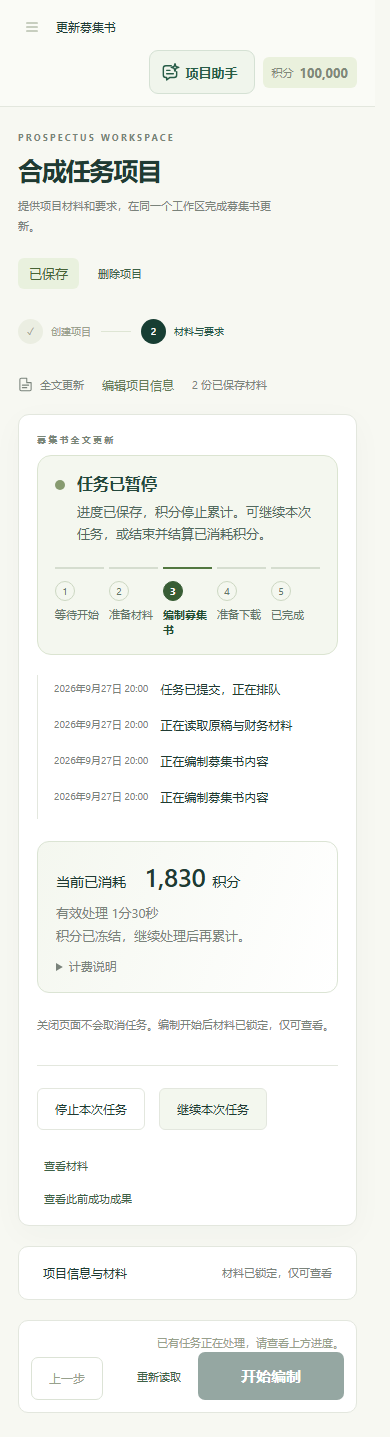 更新募集书
项目助手
积分 100,000
PROSPECTUS WORKSPACE
合成任务项目
提供项目材料和要求，在同一个工作区完成募集书更
新。
已保存 删除项目
✓ 创建项目 2 材料与要求
全文更新 编辑项目信息 2 份已保存材料
募集书全文更新
任务已暂停
进度已保存，积分停止累计。可继续本次
任务，或结束并结算已消耗积分。
1 2 3 4 5
等待开始 准备材料 编制募集 准备下载 已完成
书
2026年9月27日 20:00 任务已提交，正在排队
2026年9月27日 20:00 正在读取原稿与财务材料
2026年9月27日 20:00 正在编制募集书内容
2026年9月27日 20:00 正在编制募集书内容
当前已消耗 1,830 积分
有效处理 1分30秒
积分已冻结，继续处理后再累计。
▶ 计费说明
关闭页面不会取消任务。编制开始后材料已锁定，仅可查看。
停止本次任务 继续本次任务
查看材料
查看此前成功成果
项目信息与材料 材料已锁定，仅可查看
已有任务正在处理，请查看上方进度。
上一步 重新读取 开始编制